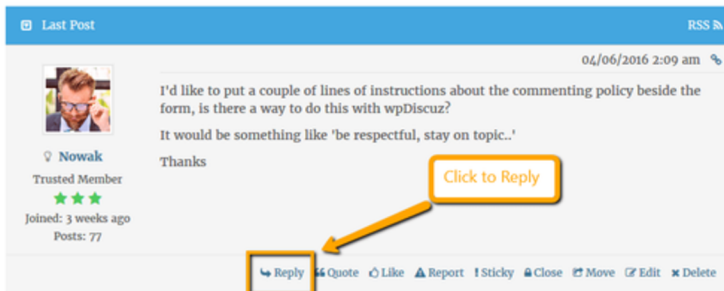 Last Post
RSS
04/06/2016 2:09 am
I'd like to put a couple of lines of instructions about the commenting policy beside the
form, is there a way to do this with wpDiscuz?
It would be something like 'be respectful, stay on topic..'
Thanks
Nowak
Trusted Member
Joined: 3 weeks ago
Posts: 77
Click to Reply
Reply Quote Like Report Sticky Close Move Edit Delete